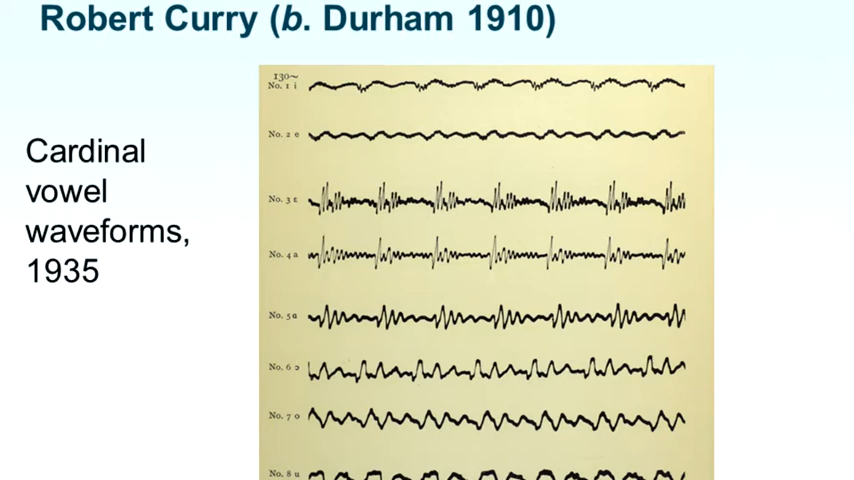 Robert Curry (b. Durham 1910)
Cardinal
vowel
waveforms,
1935
130~
No. 1 i
No. 2 e
No. 3 ε
No. 4 a
No. 5 ɑ
No. 6 ɔ
No. 7 o
No. 8 u